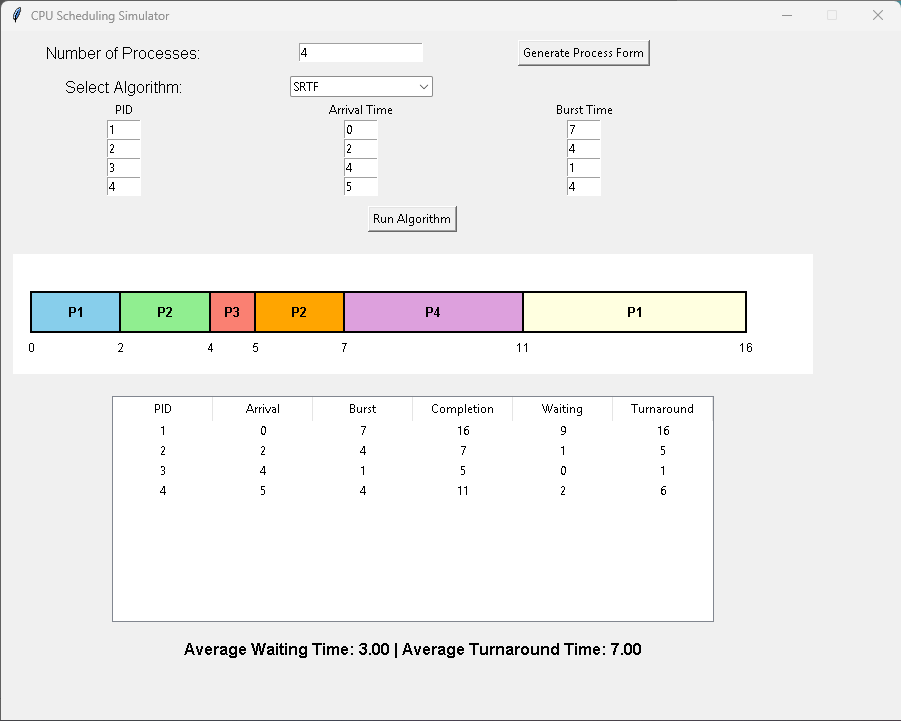 CPU Scheduling Simulator
Number of Processes: 4 Generate Process Form
Select Algorithm: SRTF
PID Arrival Time Burst Time
1 0 7
2 2 4
3 4 1
4 5 4
Run Algorithm
P1 P2 P3 P2 P4 P1
0 2 4 5 7 11 16
PID Arrival Burst Completion Waiting Turnaround
1 0 7 16 9 16
2 2 4 7 1 5
3 4 1 5 0 1
4 5 4 11 2 6
Average Waiting Time: 3.00 | Average Turnaround Time: 7.00